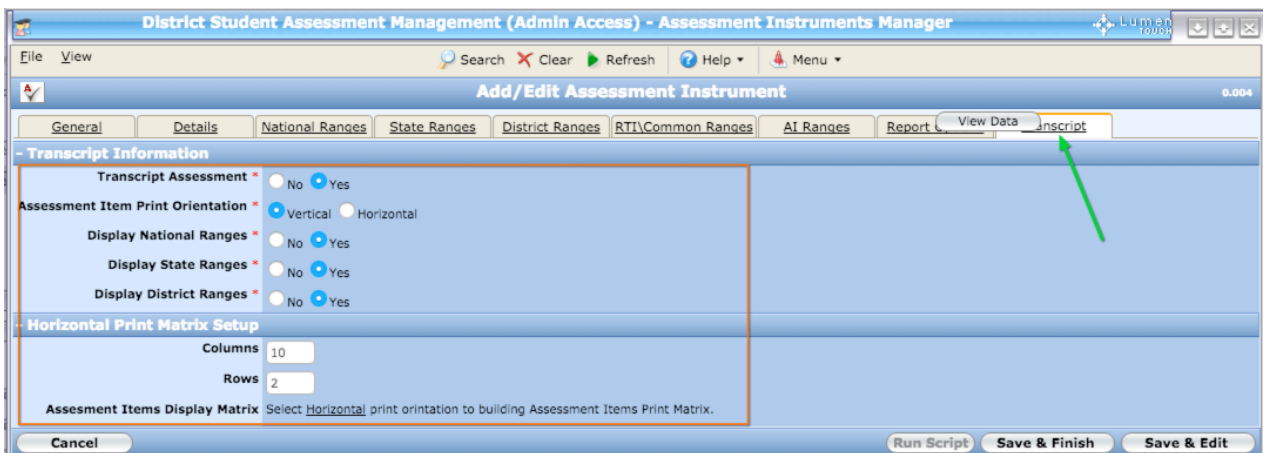 District Student Assessment Management (Admin Access) - Assessment Instruments Manager
Lumen
TOUCH
File View Search Clear Refresh Help Menu
Add/Edit Assessment Instrument 0.004
General Details National Ranges State Ranges District Ranges RTI\Common Ranges AI Ranges Report View Data anscript
- Transcript Information
Transcript Assessment * No Yes
Assessment Item Print Orientation * Vertical Horizontal
Display National Ranges * No Yes
Display State Ranges * No Yes
Display District Ranges * No Yes
- Horizontal Print Matrix Setup
Columns 10
Rows 2
Assesment Items Display Matrix Select Horizontal print orintation to building Assessment Items Print Matrix.
Cancel Run Script Save & Finish Save & Edit